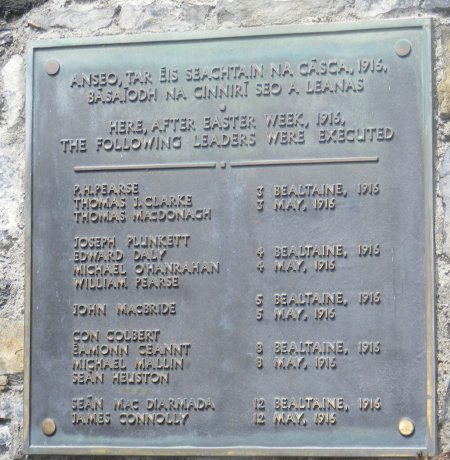 ANSEO, TAR ÉIS SEACHTAIN NA CÁSCA, 1916,
BÁSAÍODH NA CINNIRÍ SEO A LEANAS
HERE, AFTER EASTER WEEK, 1916,
THE FOLLOWING LEADERS WERE EXECUTED
P.H. PEARSE 3 BEALTAINE, 1916
THOMAS J. CLARKE 3 MAY, 1916
THOMAS MACDONAGH
JOSEPH PLUNKETT
EDWARD DALY 4 BEALTAINE, 1916
MICHAEL O'HANRAHAN 4 MAY, 1916
WILLIAM PEARSE
5 BEALTAINE, 1916
JOHN MACBRIDE 5 MAY, 1916
CON COLBERT
ÉAMONN CEANNT 8 BEALTAINE, 1916
MICHAEL MALLIN 8 MAY, 1916
SEÁN HEUSTON
SEÁN MAC DIARMADA 12 BEALTAINE, 1916
JAMES CONNOLLY 12 MAY, 1916